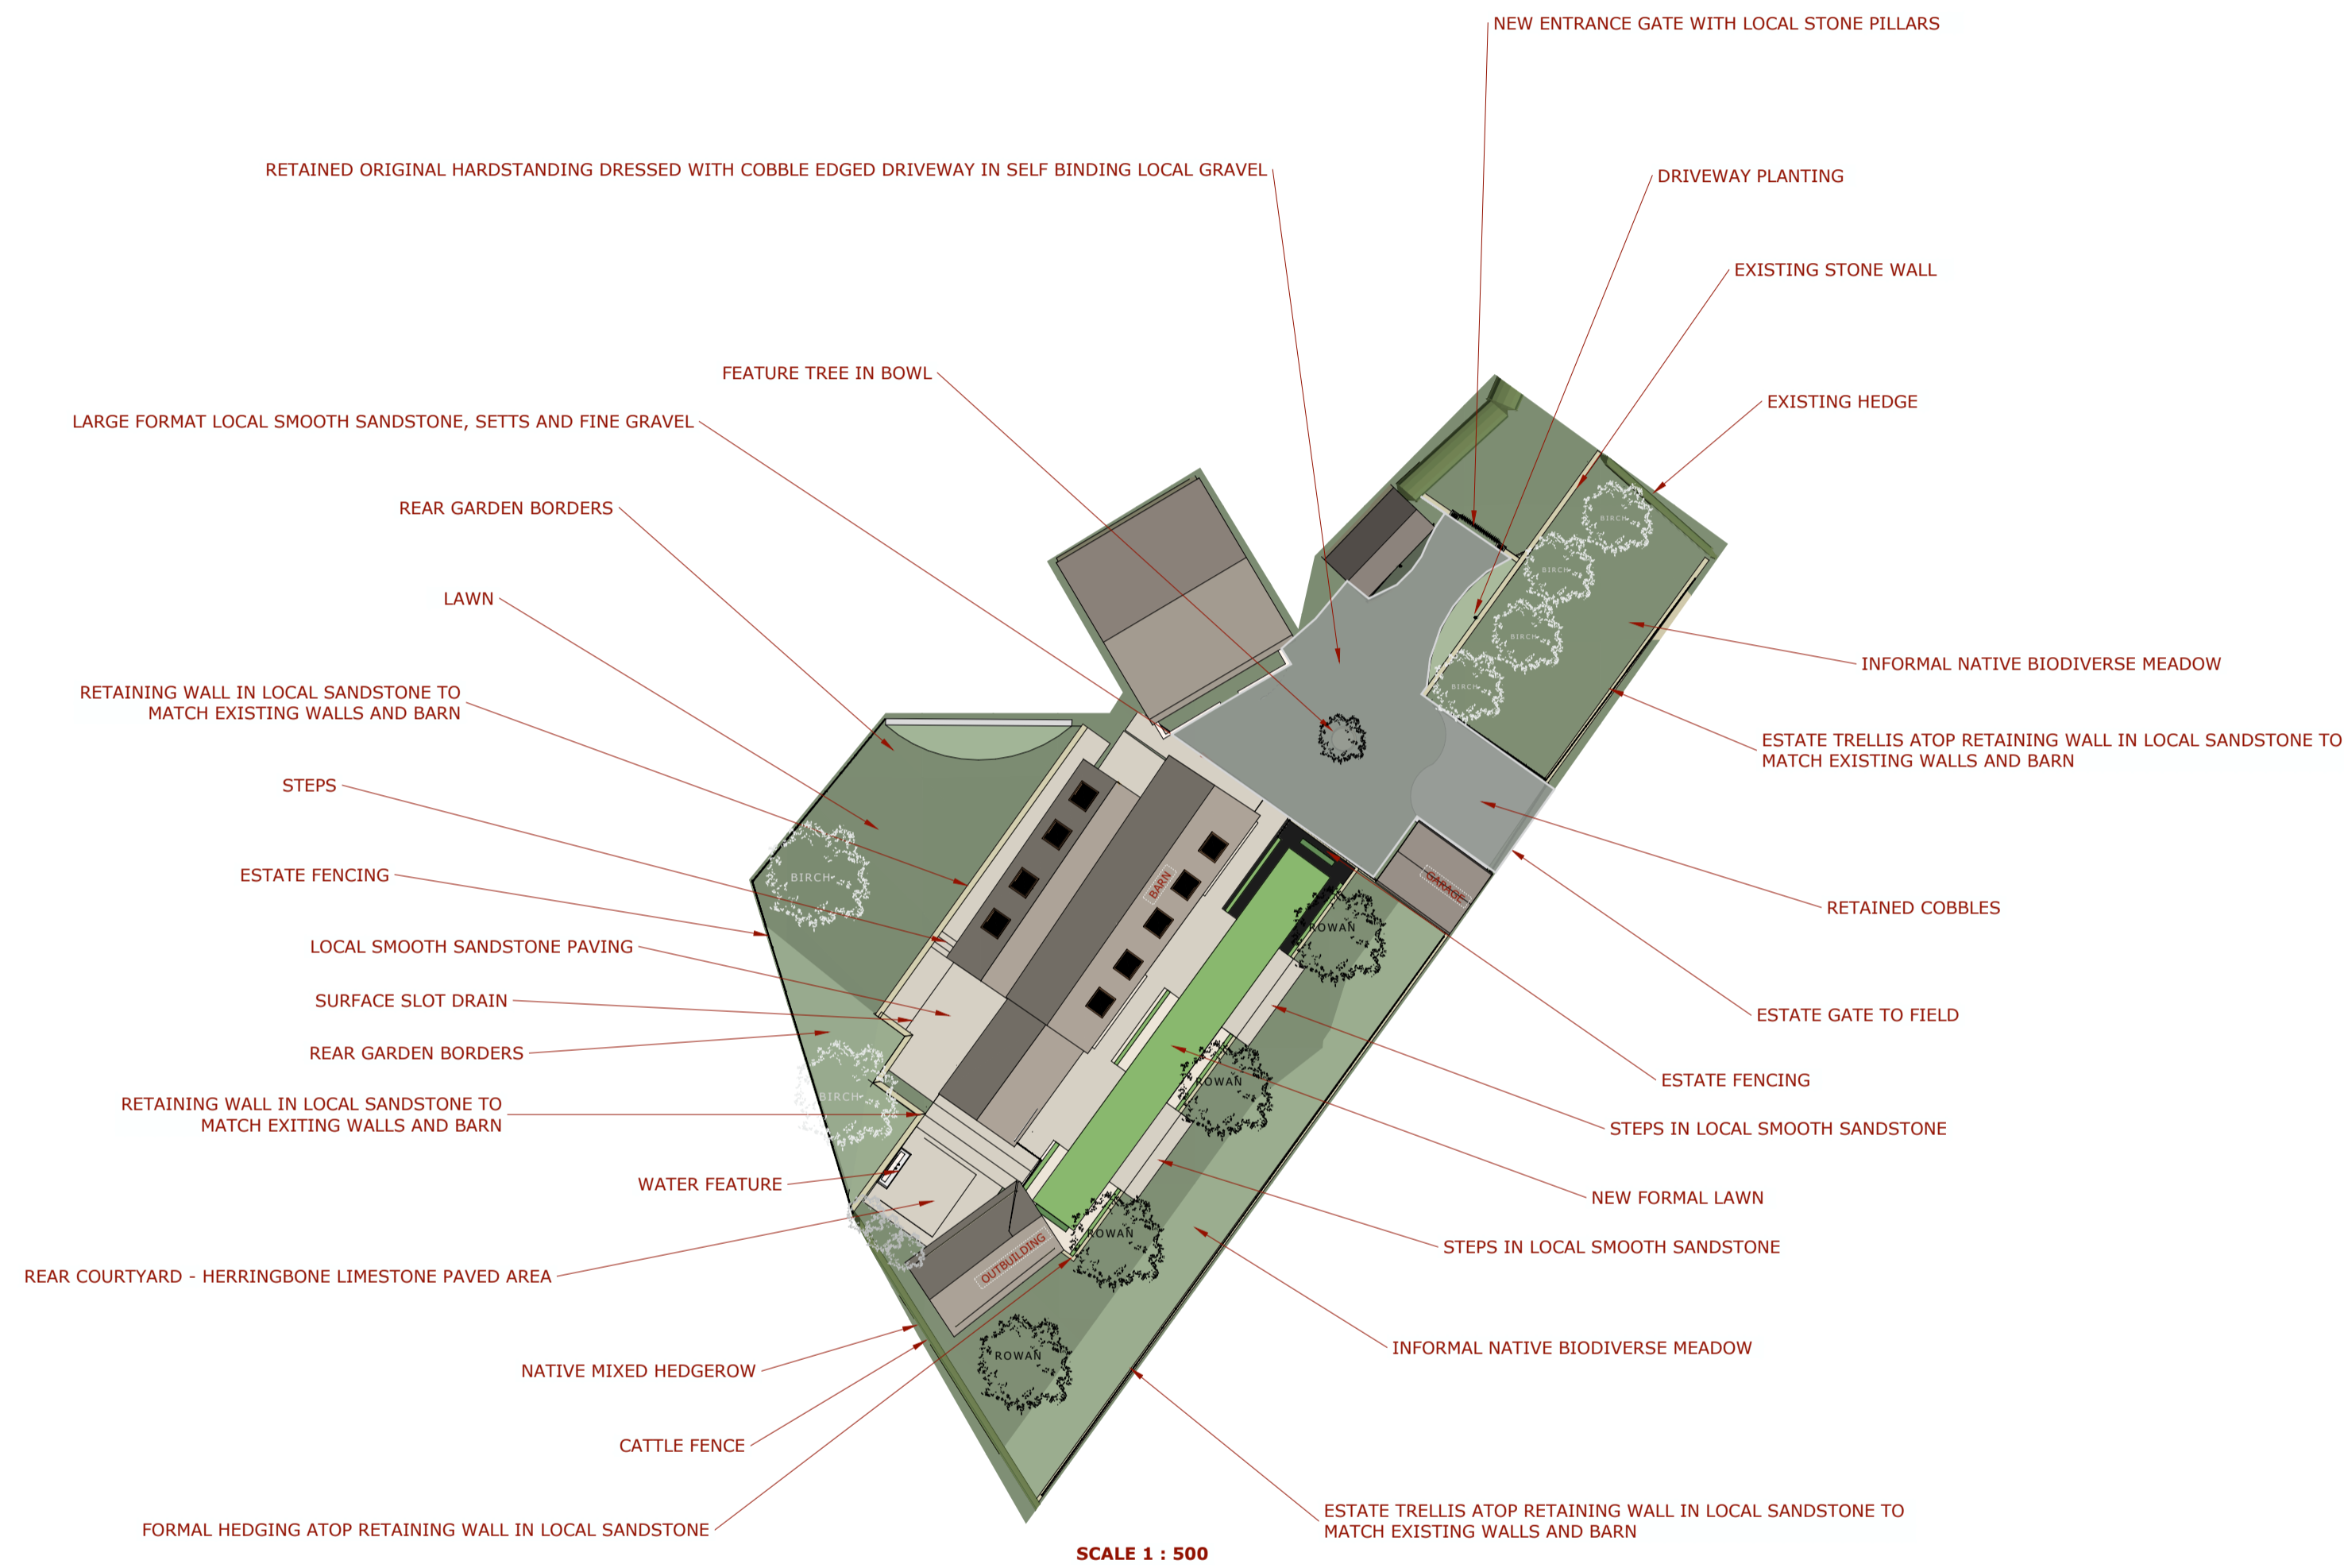 NEW ENTRANCE GATE WITH LOCAL STONE PILLARS
RETAINED ORIGINAL HARDSTANDING DRESSED WITH COBBLE EDGED DRIVEWAY IN SELF BINDING LOCAL GRAVEL
DRIVEWAY PLANTING
EXISTING STONE WALL
FEATURE TREE IN BOWL
EXISTING HEDGE
LARGE FORMAT LOCAL SMOOTH SANDSTONE, SETTS AND FINE GRAVEL
REAR GARDEN BORDERS
BIRCH
BIRCH
LAWN
BIRCH
INFORMAL NATIVE BIODIVERSE MEADOW
BIRCH
RETAINING WALL IN LOCAL SANDSTONE TO
MATCH EXISTING WALLS AND BARN
ESTATE TRELLIS ATOP RETAINING WALL IN LOCAL SANDSTONE TO
MATCH EXISTING WALLS AND BARN
STEPS
ESTATE FENCING
BIRCH
BARN
GARAGE
RETAINED COBBLES
ROWAN
LOCAL SMOOTH SANDSTONE PAVING
SURFACE SLOT DRAIN
ESTATE GATE TO FIELD
REAR GARDEN BORDERS
ESTATE FENCING
ROWAN
BIRCH
RETAINING WALL IN LOCAL SANDSTONE TO
MATCH EXITING WALLS AND BARN
STEPS IN LOCAL SMOOTH SANDSTONE
WATER FEATURE
NEW FORMAL LAWN
ROWAN
STEPS IN LOCAL SMOOTH SANDSTONE
OUTBUILDING
REAR COURTYARD - HERRINGBONE LIMESTONE PAVED AREA
INFORMAL NATIVE BIODIVERSE MEADOW
ROWAN
NATIVE MIXED HEDGEROW
CATTLE FENCE
FORMAL HEDGING ATOP RETAINING WALL IN LOCAL SANDSTONE
ESTATE TRELLIS ATOP RETAINING WALL IN LOCAL SANDSTONE TO
MATCH EXISTING WALLS AND BARN
SCALE 1 : 500